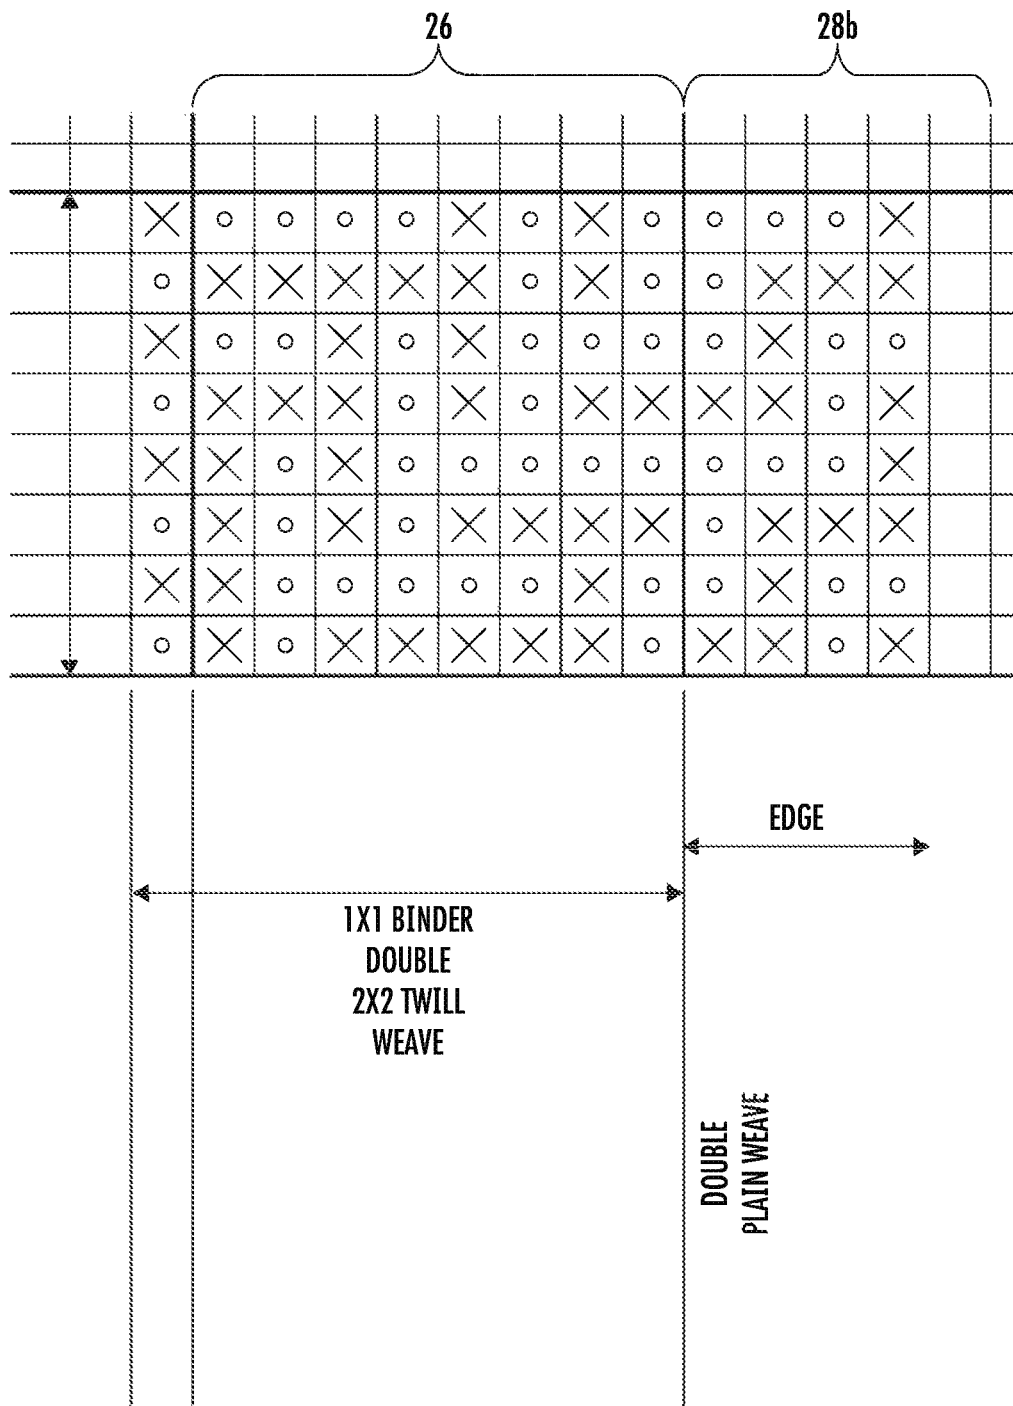 26
28b
X O O O O X O X O O O O X
O X X X X X O X O O X X X
X O O X O X O O O O X O O
O X X X O X O X X X X O X
X X O X O O O O O O O O X
O X O X O X X X X O X X X
X X O O O O O X O O X O O
O X O X X X X X O X X O X
EDGE
1X1 BINDER
DOUBLE
2X2 TWILL
WEAVE
DOUBLE
PLAIN WEAVE